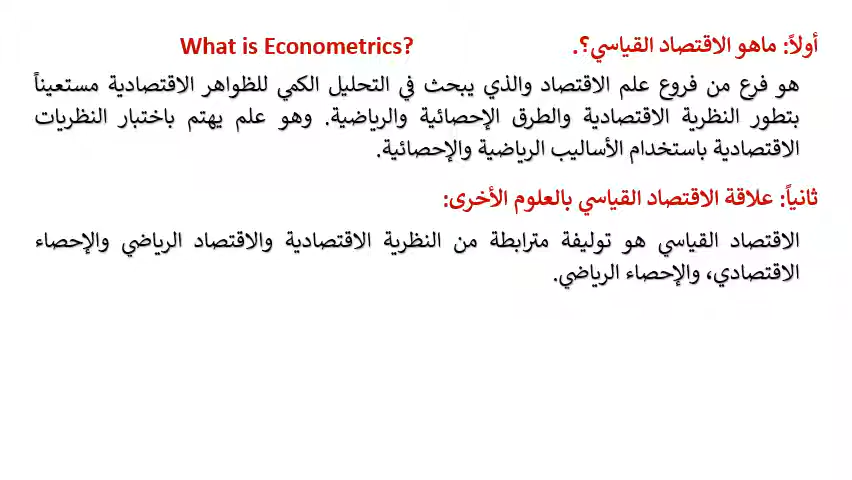 أولاً: ماهو الاقتصاد القياسي؟. What is Econometrics?
هو فرع من فروع علم الاقتصاد والذي يبحث في التحليل الكمي للظواهر الاقتصادية مستعيناً
بتطور النظرية الاقتصادية والطرق الإحصائية والرياضية. وهو علم يهتم باختبار النظريات
الاقتصادية باستخدام الأساليب الرياضية والإحصائية.
ثانياً: علاقة الاقتصاد القياسي بالعلوم الأخرى:
الاقتصاد القياسي هو توليفة مترابطة من النظرية الاقتصادية والاقتصاد الرياضي والإحصاء
الاقتصادي، والإحصاء الرياضي.